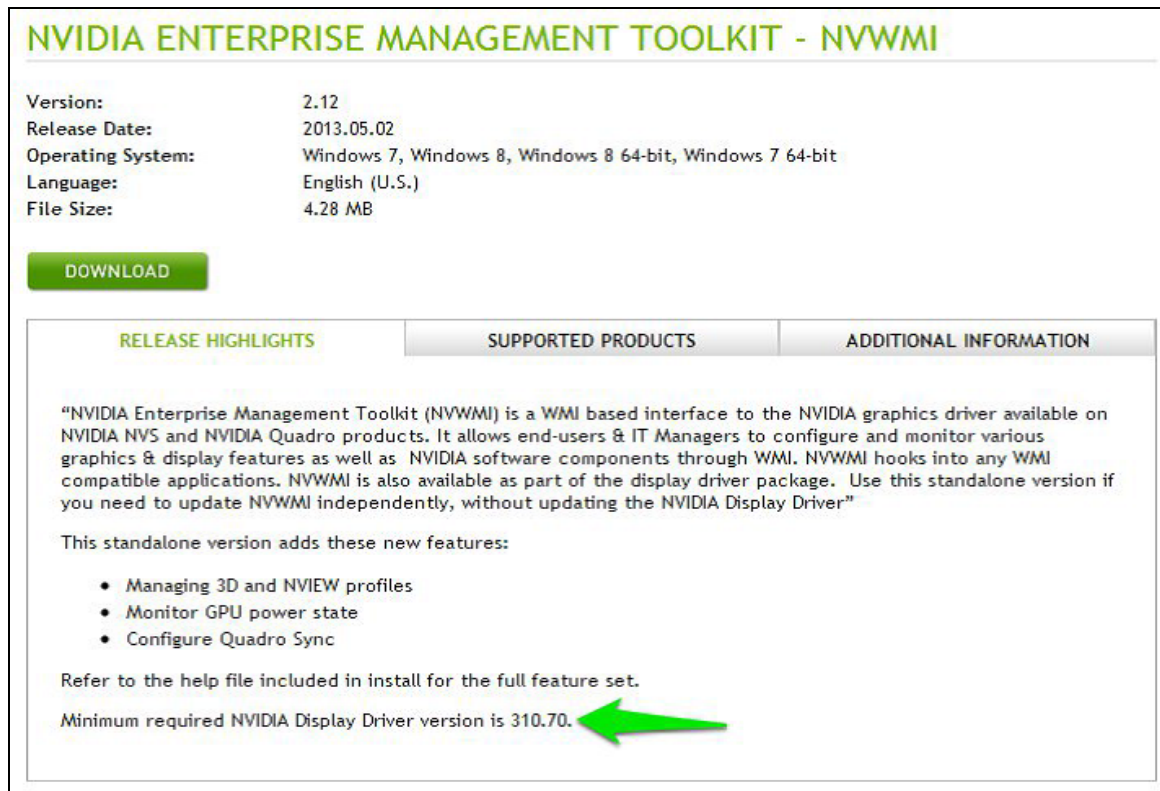 NVIDIA ENTERPRISE MANAGEMENT TOOLKIT - NVWMI
Version: 2.12
Release Date: 2013.05.02
Operating System: Windows 7, Windows 8, Windows 8 64-bit, Windows 7 64-bit
Language: English (U.S.)
File Size: 4.28 MB
DOWNLOAD
RELEASE HIGHLIGHTS SUPPORTED PRODUCTS ADDITIONAL INFORMATION
“NVIDIA Enterprise Management Toolkit (NVWMI) is a WMI based interface to the NVIDIA graphics driver available on
NVIDIA NVS and NVIDIA Quadro products. It allows end-users & IT Managers to configure and monitor various
graphics & display features as well as NVIDIA software components through WMI. NVWMI hooks into any WMI
compatible applications. NVWMI is also available as part of the display driver package. Use this standalone version if
you need to update NVWMI independently, without updating the NVIDIA Display Driver”
This standalone version adds these new features:
• Managing 3D and NVIEW profiles
• Monitor GPU power state
• Configure Quadro Sync
Refer to the help file included in install for the full feature set.
Minimum required NVIDIA Display Driver version is 310.70.